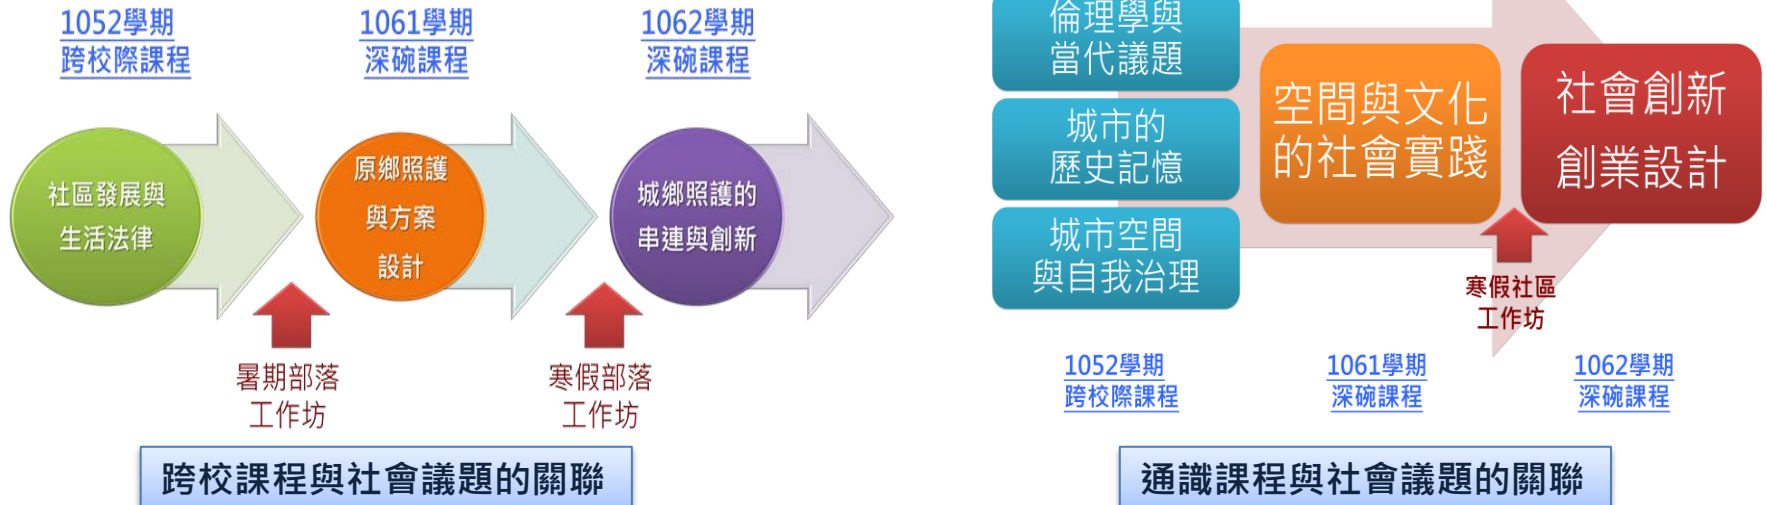 1052學期
跨校際課程
1061學期
深碗課程
1062學期
深碗課程
社區發展與
生活法律
原鄉照護
與方案
設計
城鄉照護的
串連與創新
暑期部落
工作坊
寒假部落
工作坊
跨校課程與社會議題的關聯
倫理學與
當代議題
城市的
歷史記憶
城市空間
與自我治理
空間與文化
的社會實踐
社會創新
創業設計
寒假社區
工作坊
1052學期
跨校際課程
1061學期
深碗課程
1062學期
深碗課程
通識課程與社會議題的關聯